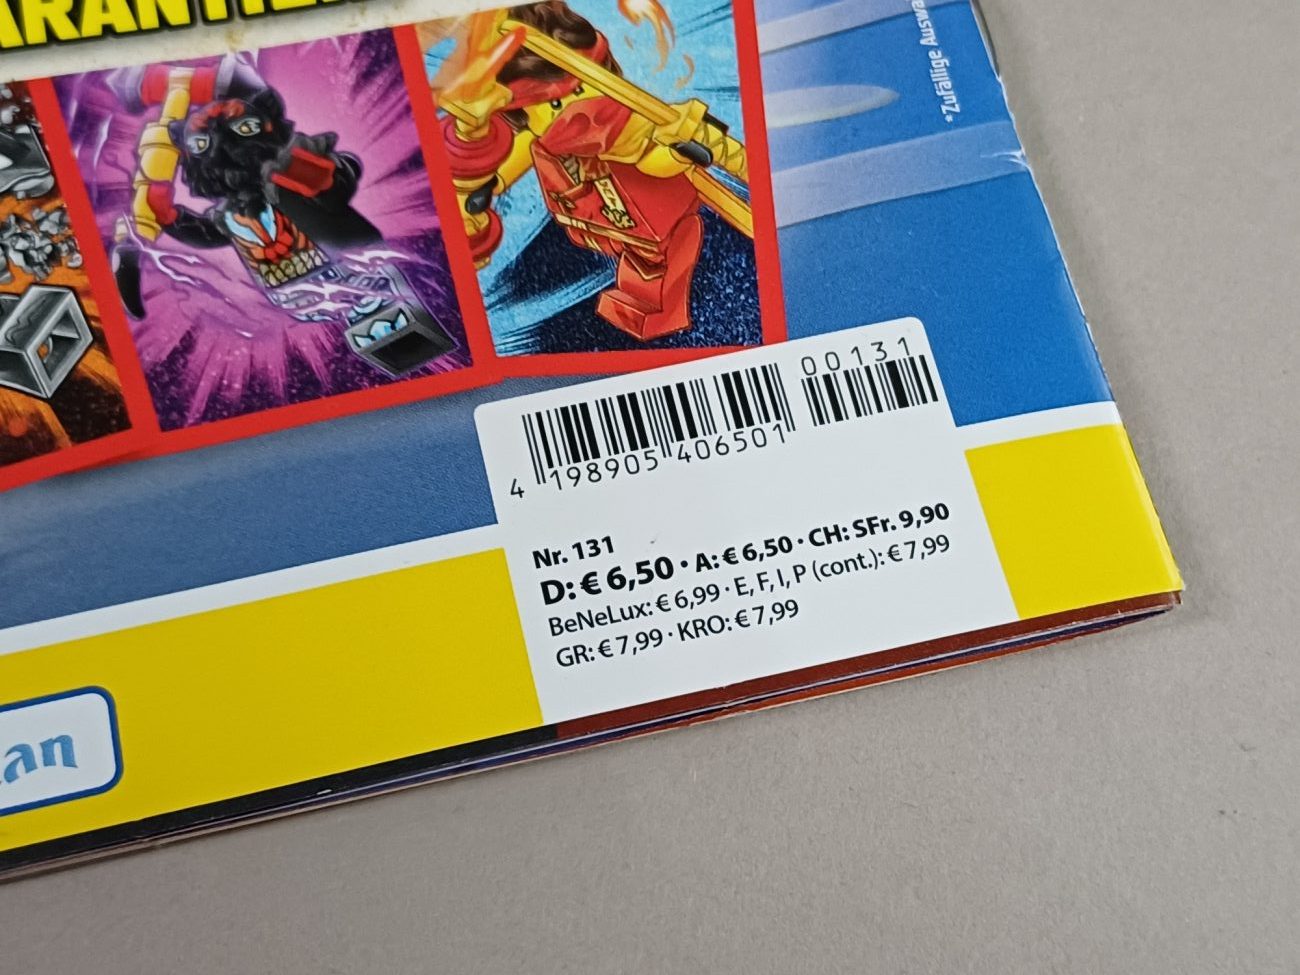 *Zufällige
00131
4 198905 406501
Nr. 131
D: € 6,50 · A: € 6,50 · CH: SFr. 9,90
BeNeLux: € 6,99 · E, F, I, P (cont.): € 7,99
GR: € 7,99 · KRO: € 7,99